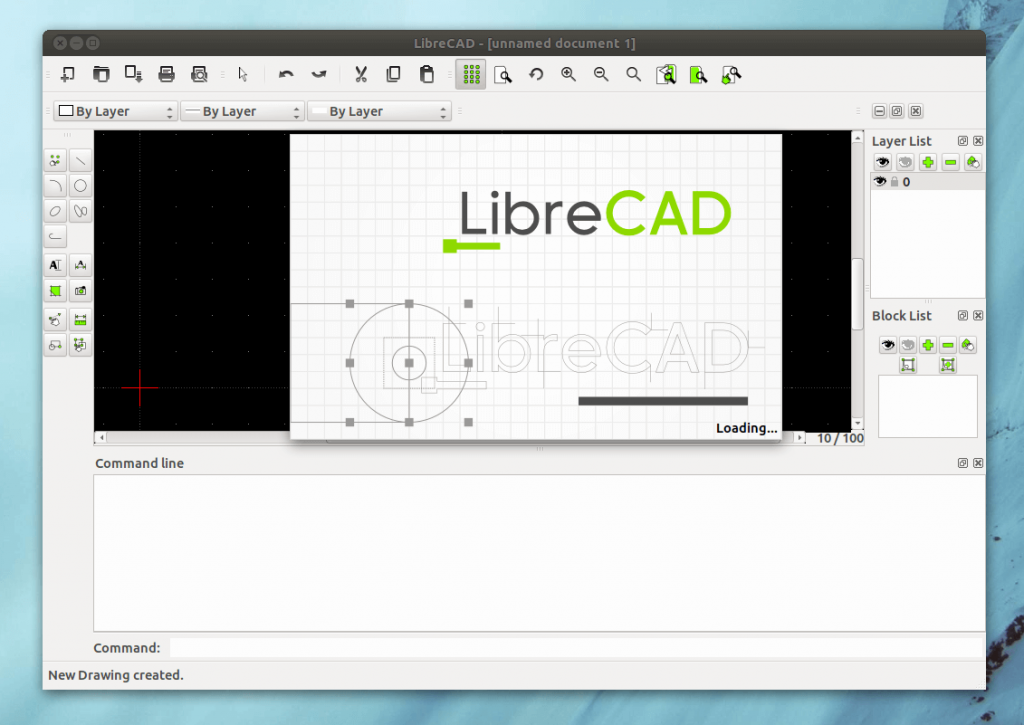 LibreCAD - [unnamed document 1]
By Layer
By Layer
By Layer
Layer List
0
LibreCAD
LibreCAD
Loading...
10 / 100
Block List
Command line
Command:
New Drawing created.